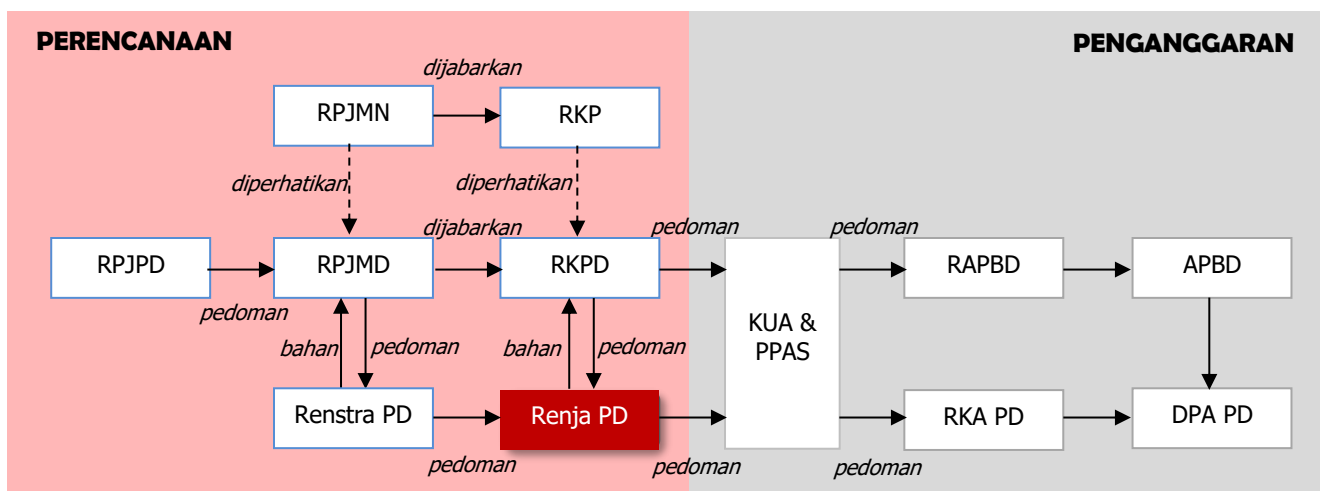 PERENCANAAN
PENGANGGARAN
dijabarkan
RPJMN
RKP
diperhatikan
diperhatikan
dijabarkan
pedoman
pedoman
RPJPD
RPJMD
RKPD
RAPBD
APBD
pedoman
KUA &
PPAS
bahan
pedoman
bahan
pedoman
Renstra PD
Renja PD
RKA PD
DPA PD
pedoman
pedoman
pedoman